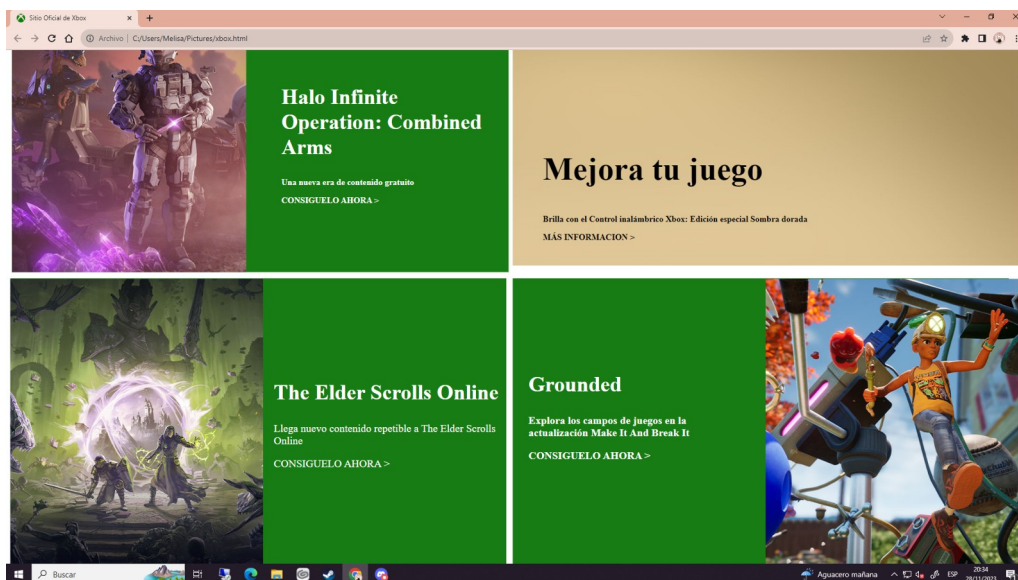 Sitio Oficial de Xbox
Archivo
C:/Users/Melisa/Pictures/xbox.html
Halo Infinite
Operation: Combined
Arms
Una nueva era de contenido gratuito
CONSIGUELO AHORA >
Mejora tu juego
Brilla con el Control inalámbrico Xbox: Edición especial Sombra dorada
MÁS INFORMACION >
The Elder Scrolls Online
Llega nuevo contenido repetible a The Elder Scrolls
Online
CONSIGUELO AHORA >
Grounded
Explora los campos de juegos en la
actualización Make It And Break It
CONSIGUELO AHORA >
Buscar
Aguacero mañana
ESP
20:34
28/11/2023